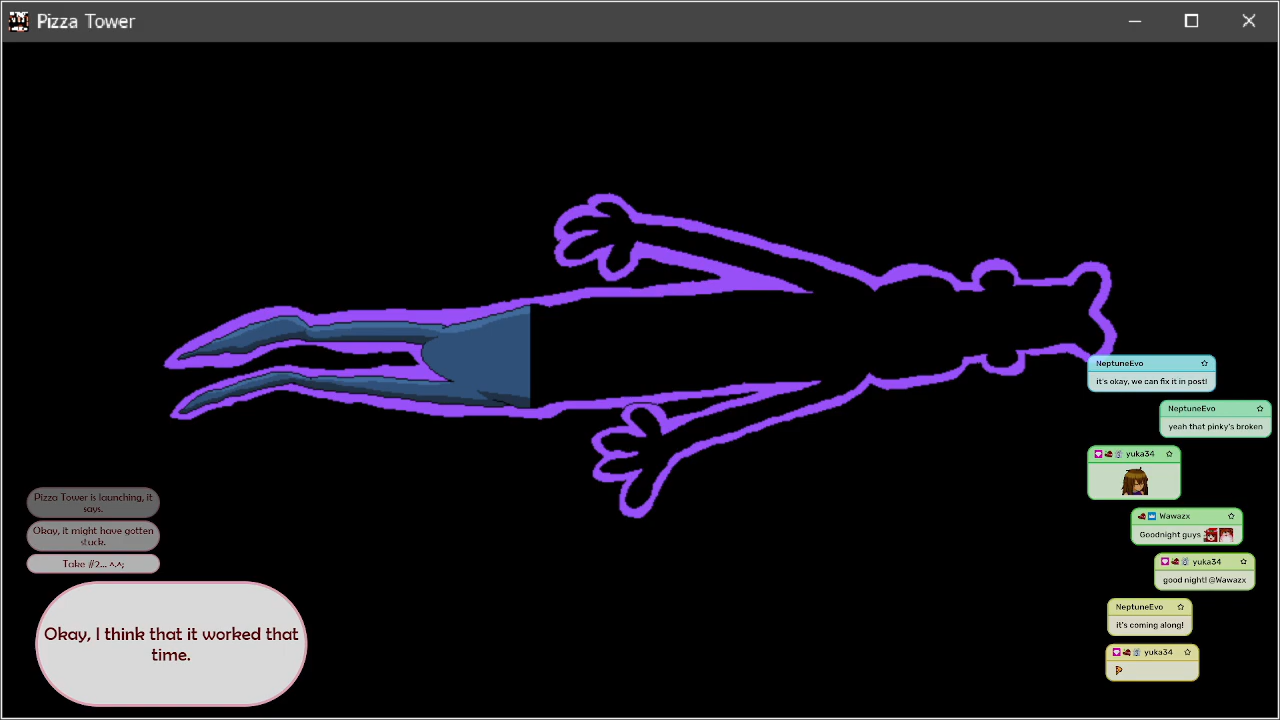 Pizza Tower
NeptuneEvo
it's okay, we can fix it in post!
NeptuneEvo
yeah that pinky's broken
yuka34
Wawazx
Goodnight guys
yuka34
good night! @Wawazx
NeptuneEvo
it's coming along!
yuka34
Pizza Tower is launching, it
says.
Okay, it might have gotten
stuck.
Take #2... ^.^;
Okay, I think that it worked that
time.